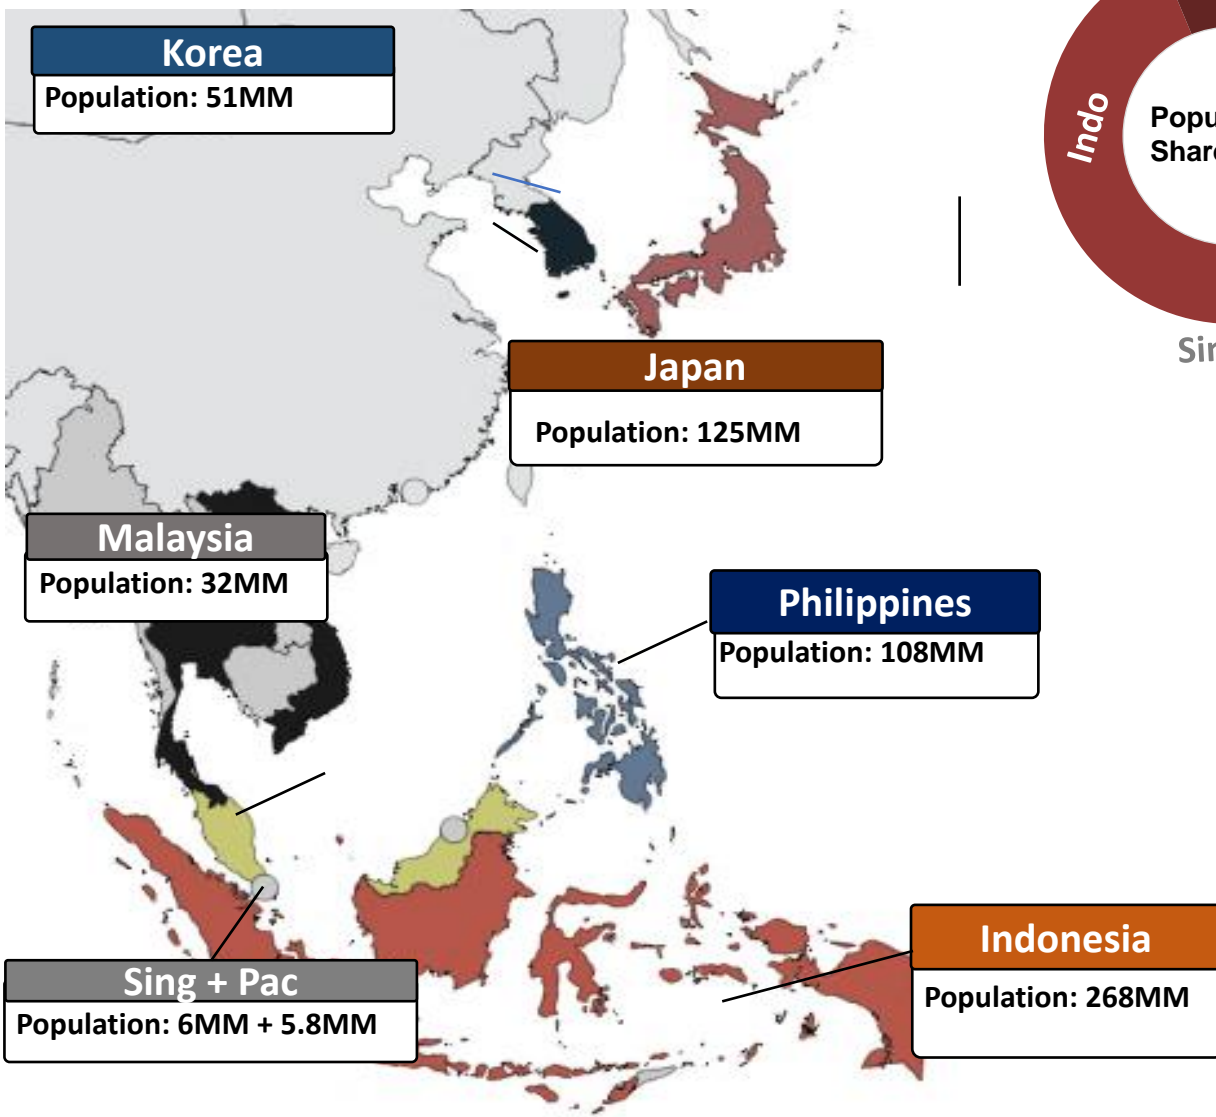 Korea
Population: 51MM
Indo
Popu
Share
Sin
Japan
Population: 125MM
Malaysia
Population: 32MM
Philippines
Population: 108MM
Indonesia
Population: 268MM
Sing + Pac
Population: 6MM + 5.8MM